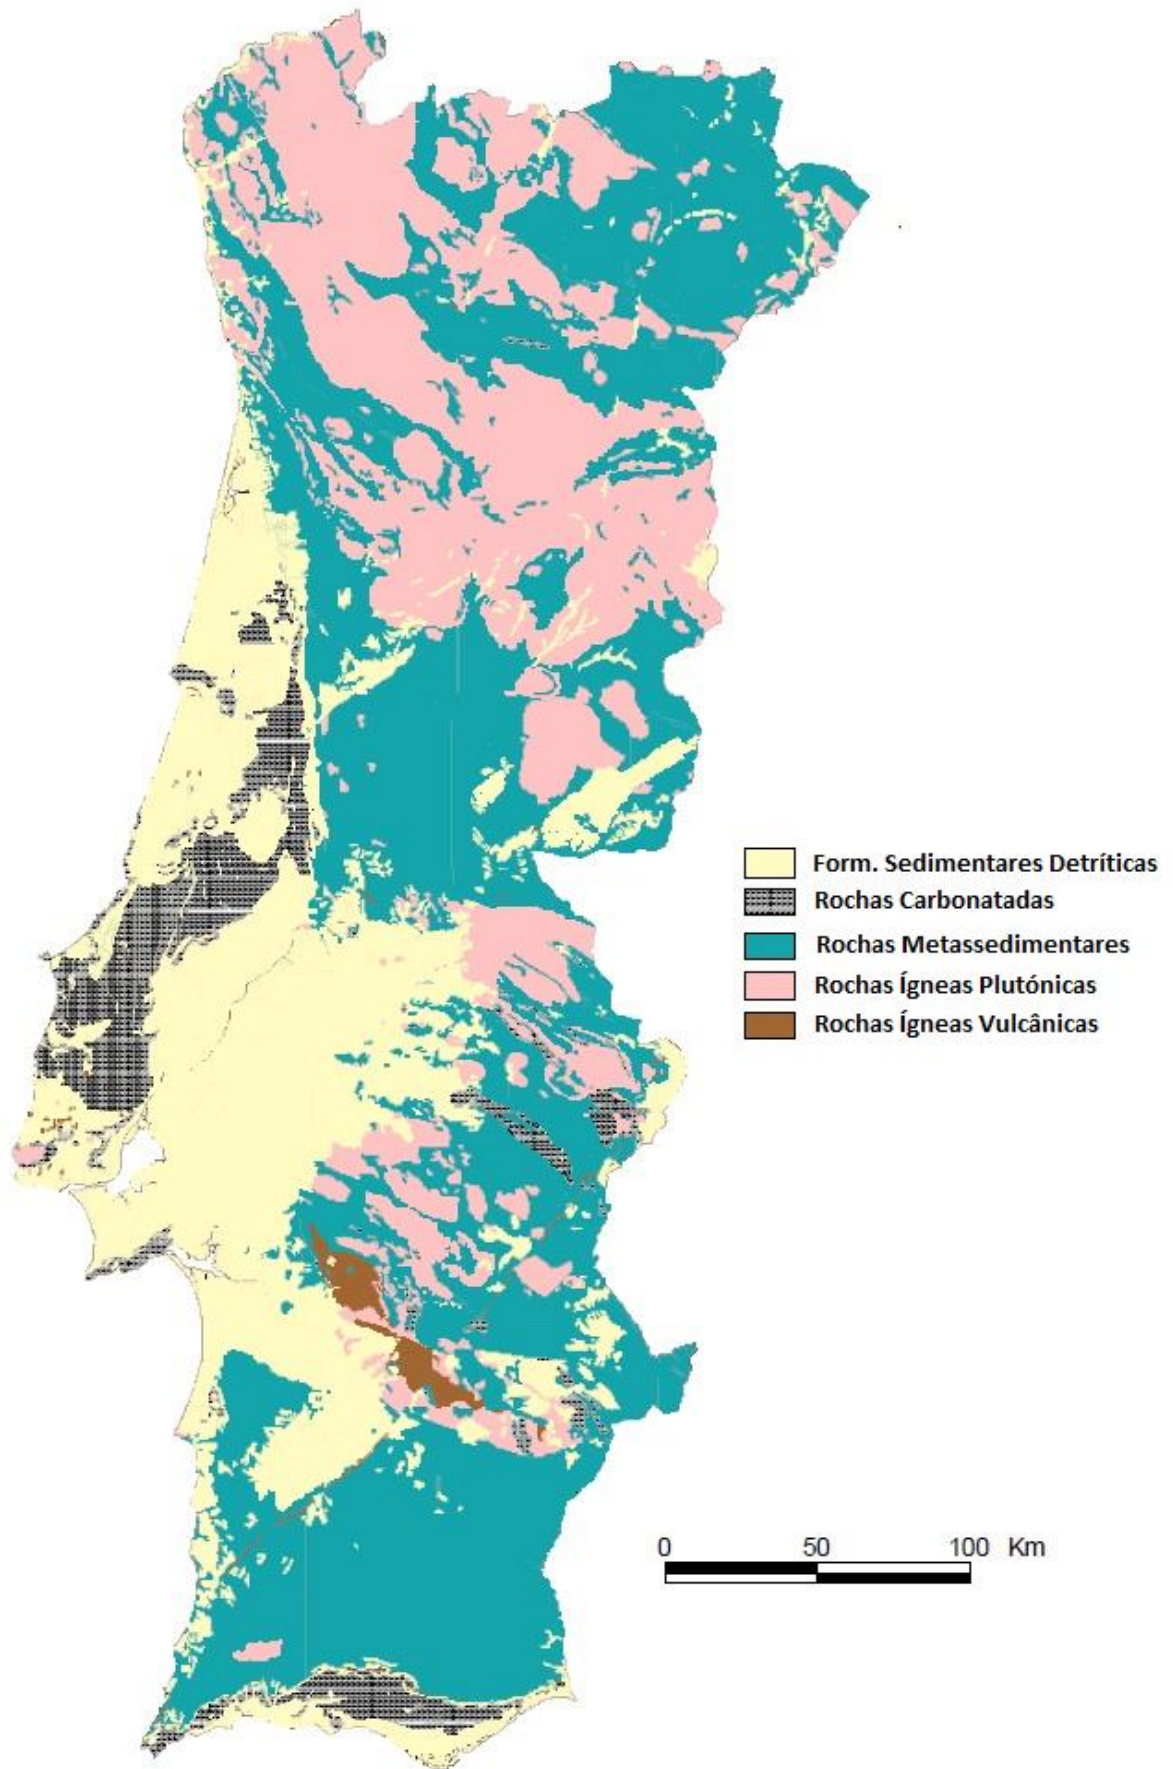 Form. Sedimentares Detríticas
Rochas Carbonatadas
Rochas Metassedimentares
Rochas Ígneas Plutónicas
Rochas Ígneas Vulcânicas
0 50 100 Km